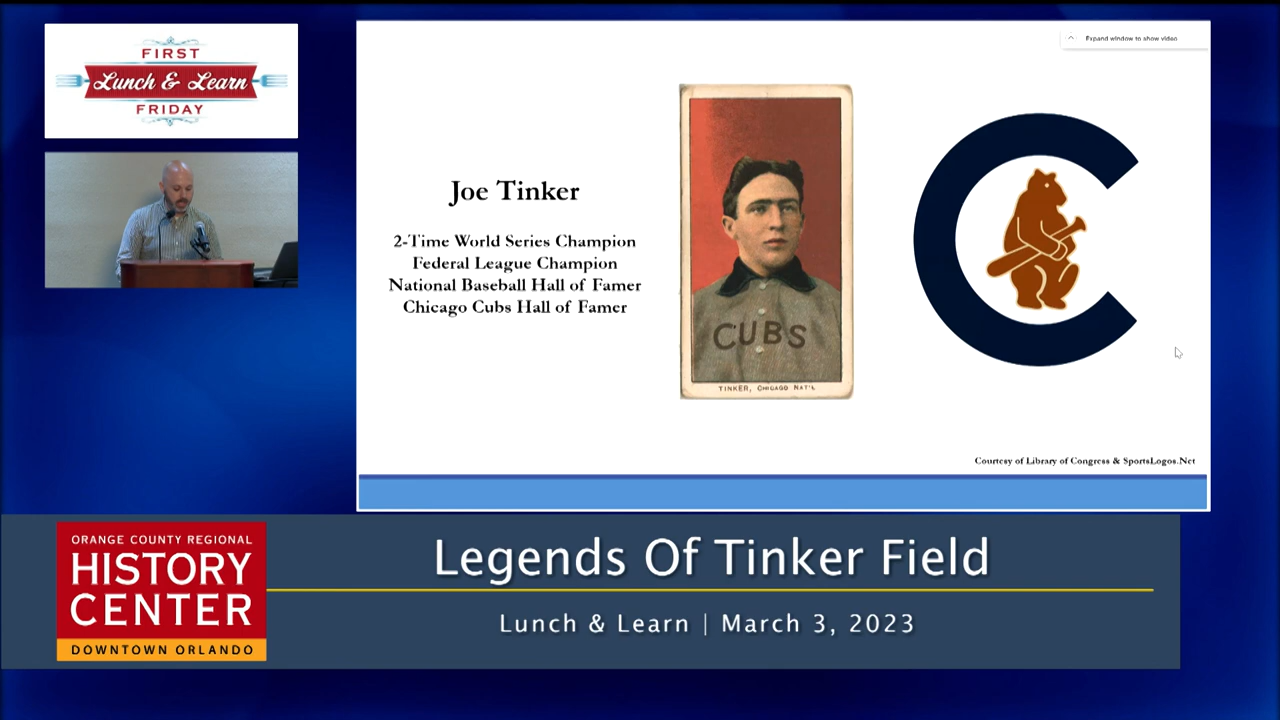 FIRST
Lunch & Learn
FRIDAY
Expand window to show video
Joe Tinker
2-Time World Series Champion
Federal League Champion
National Baseball Hall of Famer
Chicago Cubs Hall of Famer
CUBS
TINKER, CHICAGO NAT'L
C
Courtesy of Library of Congress & SportsLogos.Net
ORANGE COUNTY REGIONAL
HISTORY
CENTER
DOWNTOWN ORLANDO
Legends Of Tinker Field
Lunch & Learn | March 3, 2023